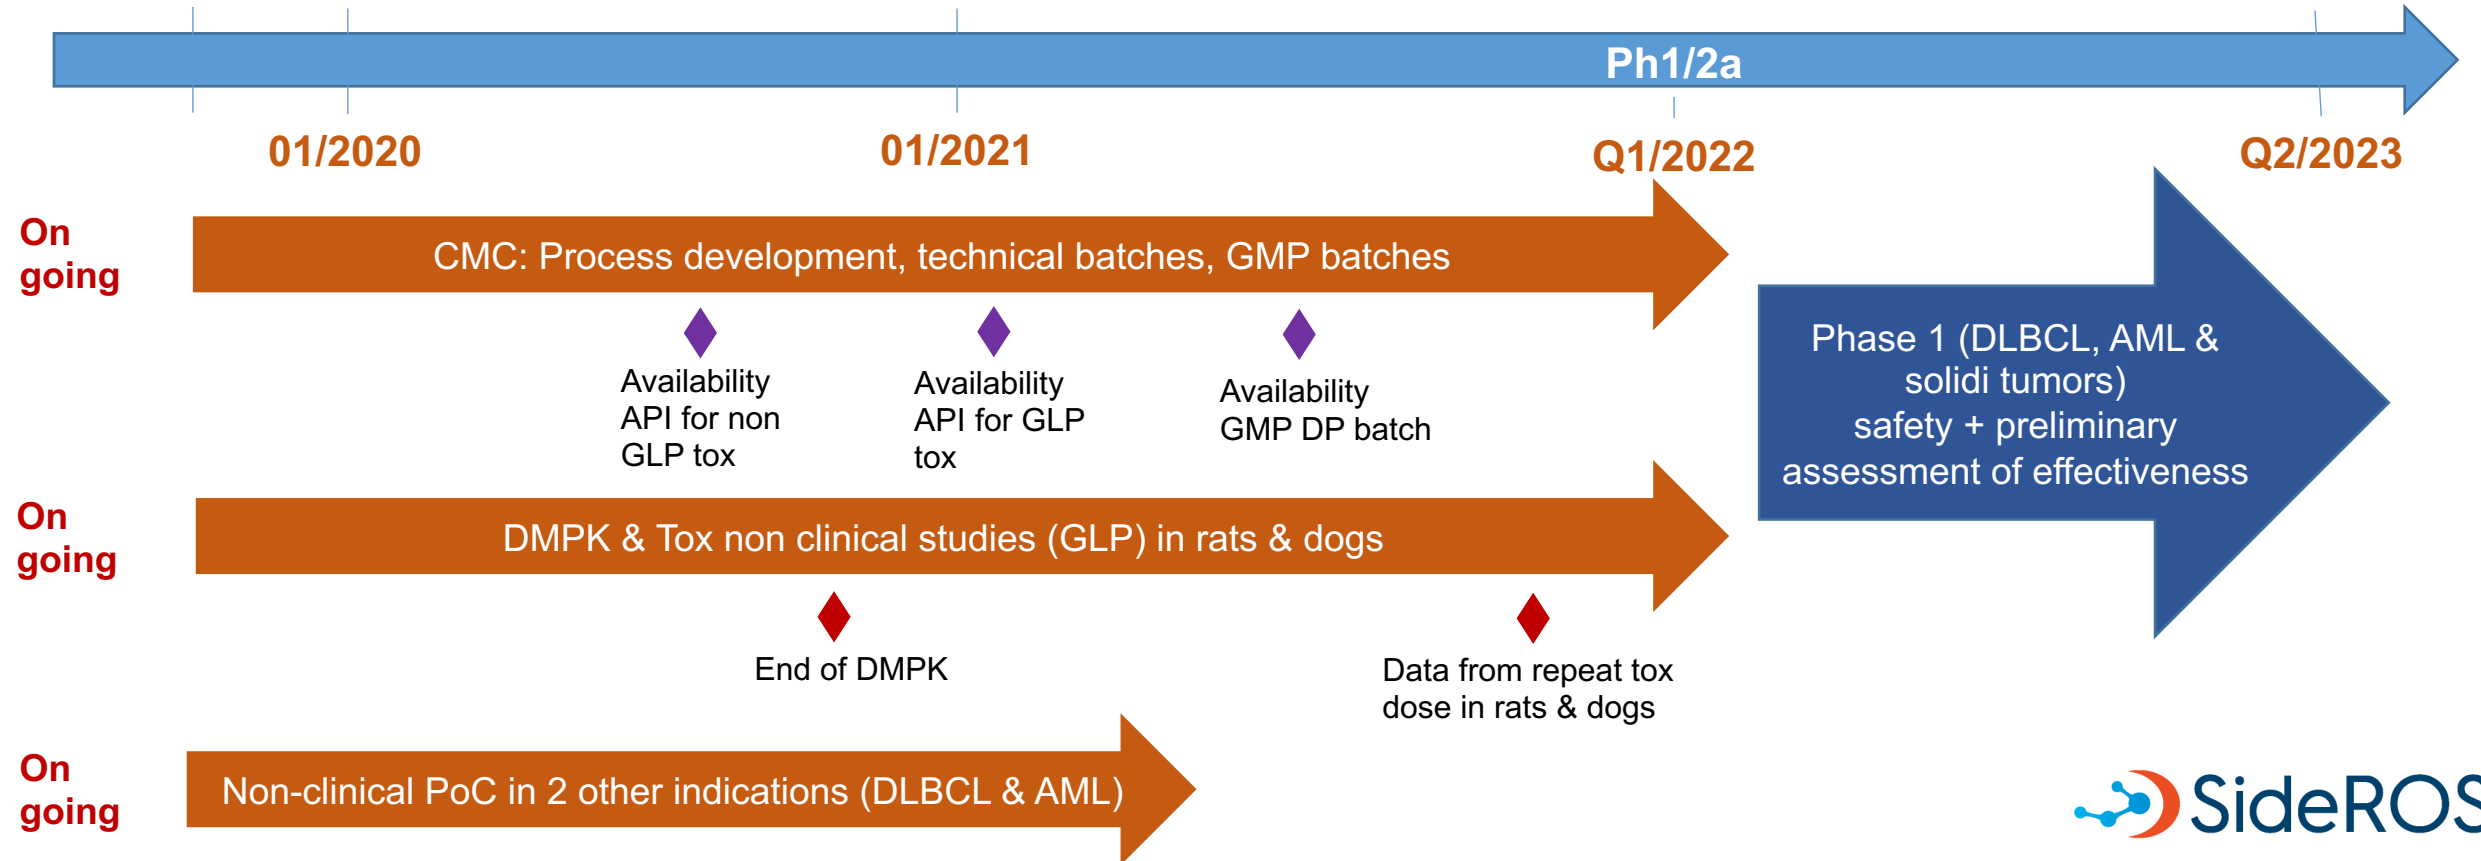 Ph1/2a
01/2020
01/2021
Q1/2022
Q2/2023
On
going
CMC: Process development, technical batches, GMP batches
Availability
API for non
GLP tox
Availability
API for GLP
tox
Availability
GMP DP batch
Phase 1 (DLBCL, AML &
solidi tumors)
safety + preliminary
assessment of effectiveness
On
going
DMPK & Tox non clinical studies (GLP) in rats & dogs
End of DMPK
Data from repeat tox
dose in rats & dogs
On
going
Non-clinical PoC in 2 other indications (DLBCL & AML)
SideROS